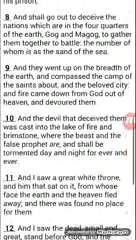 his prison,
8 And shall go out to deceive the
nations which are in the four quarters
of the earth, Gog and Magog, to gather
them together to battle: the number
of whom is as the sand of the sea.
9 And they went up on the breadth of
the earth, and compassed the camp of
the saints about, and the beloved city:
and fire came down from God out of
heaven, and devoured them
10 And the devil that deceived them
was cast into the lake of fire and
brimstone, where the beast and the
false prophet are, and shall be
tormented day and night for ever and
ever.
11 And I saw a great white throne,
and him that sat on it, from whose
face the earth and the heaven fled
away; and there was found no place
for them
12 And I saw the dead, small and
great, stand before God; and the